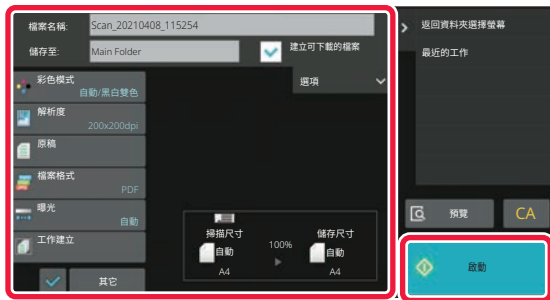 檔案名稱: Scan_20210408_115254
儲存至: Main Folder
建立可下載的檔案
選項
彩色模式
自動/黑白雙色
解析度
200x200dpi
原稿
檔案格式
PDF
曝光
自動
工作建立
其它
掃描尺寸
自動
A4
100%
儲存尺寸
自動
A4
返回資料夾選擇螢幕
最近的工作
預覽
CA
啟動